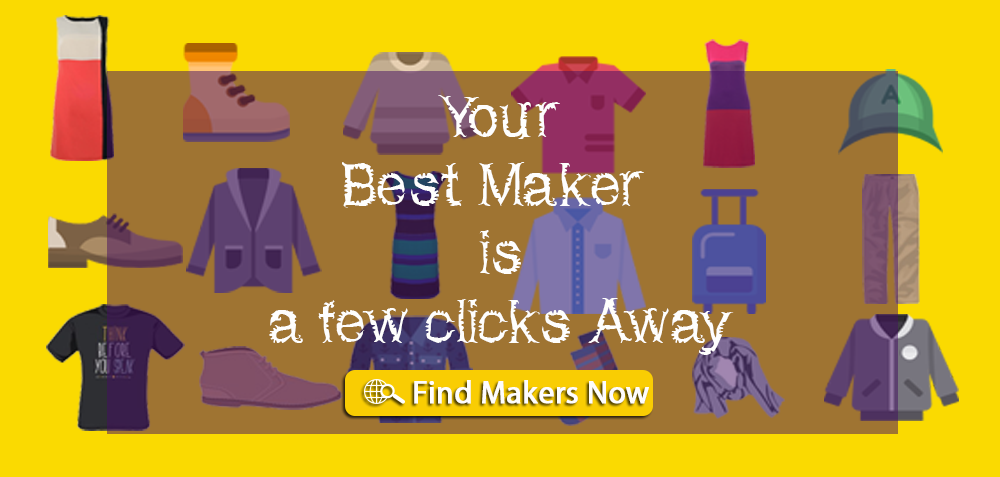 Your
Best Maker
is
a few clicks Away
Find Makers Now
A
THINK
BEFORE
YOU SPEAK